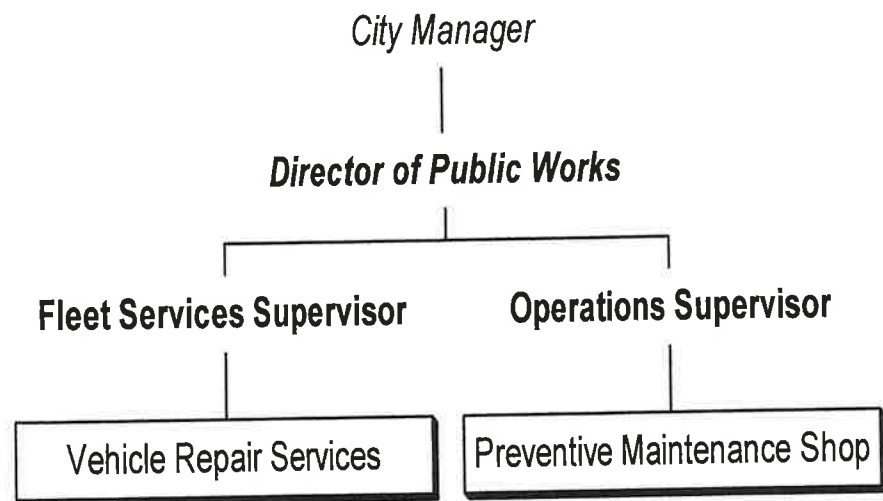 City Manager
Director of Public Works
Fleet Services Supervisor
Operations Supervisor
Vehicle Repair Services
Preventive Maintenance Shop